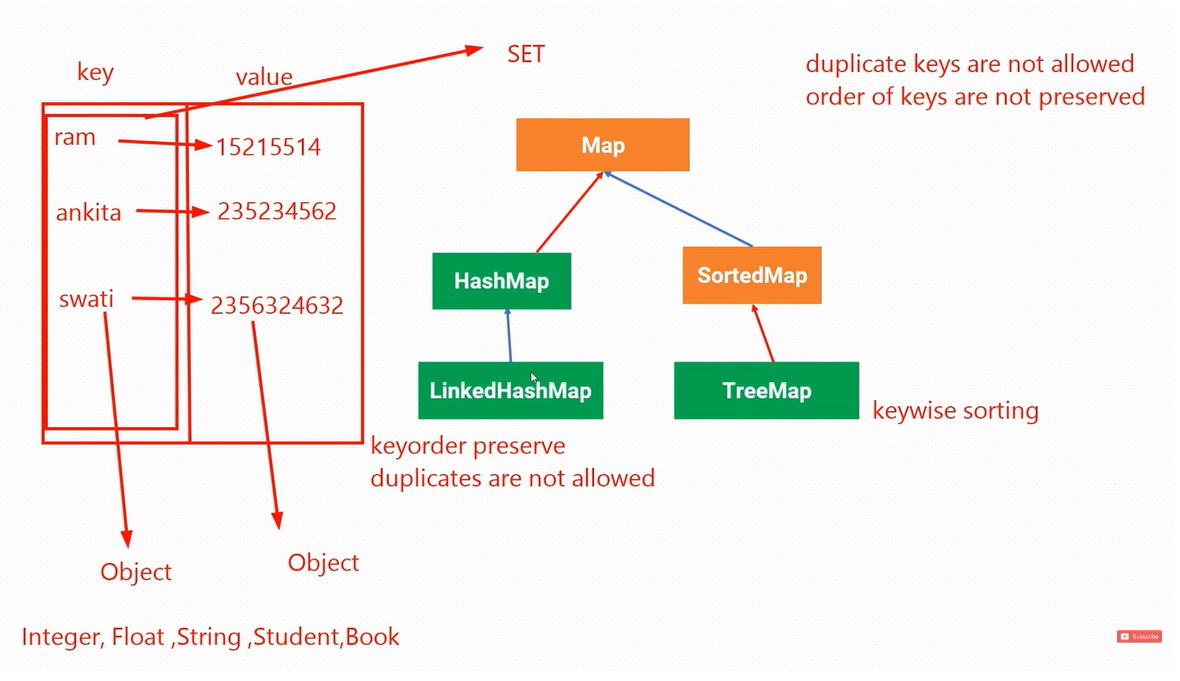 SET
key
value
duplicate keys are not allowed
order of keys are not preserved
ram
15215514
Map
ankita
235234562
HashMap
SortedMap
swati
2356324632
LinkedHashMap
TreeMap
keywise sorting
keyorder preserve
duplicates are not allowed
Object
Object
Integer, Float ,String ,Student,Book
Subscribe